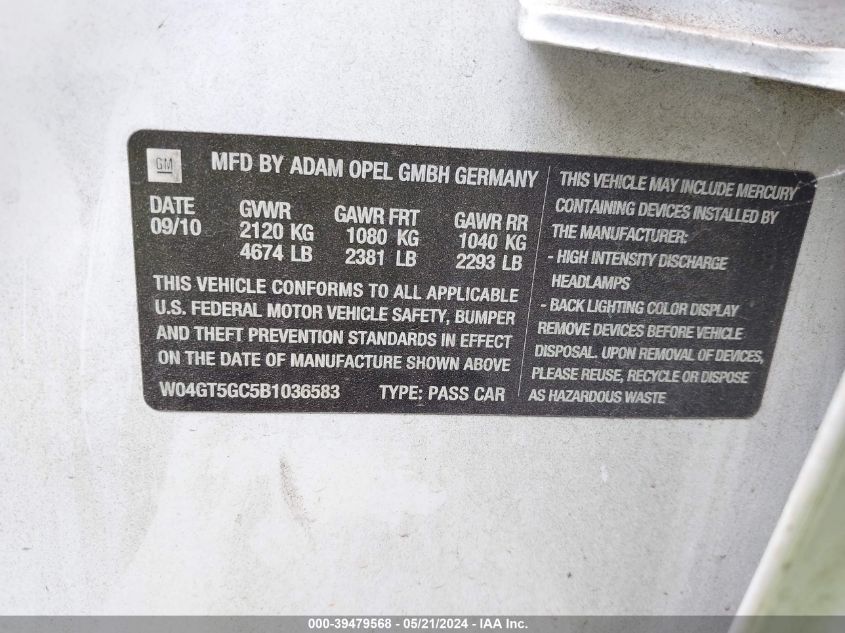 GM
MFD BY ADAM OPEL GMBH GERMANY
DATE GVWR GAWR FRT GAWR RR
09/10 2120 KG 1080 KG 1040 KG
4674 LB 2381 LB 2293 LB
THIS VEHICLE CONFORMS TO ALL APPLICABLE
U.S. FEDERAL MOTOR VEHICLE SAFETY, BUMPER
AND THEFT PREVENTION STANDARDS IN EFFECT
ON THE DATE OF MANUFACTURE SHOWN ABOVE
W04GT5GC5B1036583 TYPE: PASS CAR
THIS VEHICLE MAY INCLUDE MERCURY
CONTAINING DEVICES INSTALLED BY
THE MANUFACTURER:
- HIGH INTENSITY DISCHARGE
HEADLAMPS
- BACK LIGHTING COLOR DISPLAY
REMOVE DEVICES BEFORE VEHICLE
DISPOSAL. UPON REMOVAL OF DEVICES,
PLEASE REUSE, RECYCLE OR DISPOSE
AS HAZARDOUS WASTE
000-39479568 - 05/21/2024 - IAA Inc.